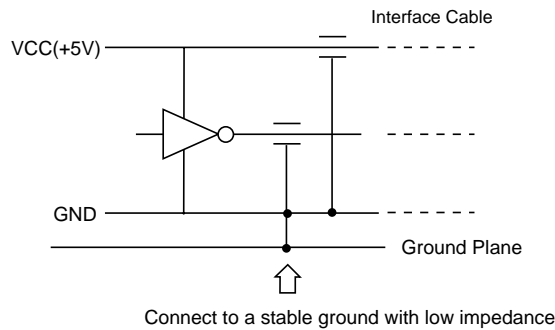 Interface Cable
VCC(+5V)
GND
Ground Plane
Connect to a stable ground with low impedance